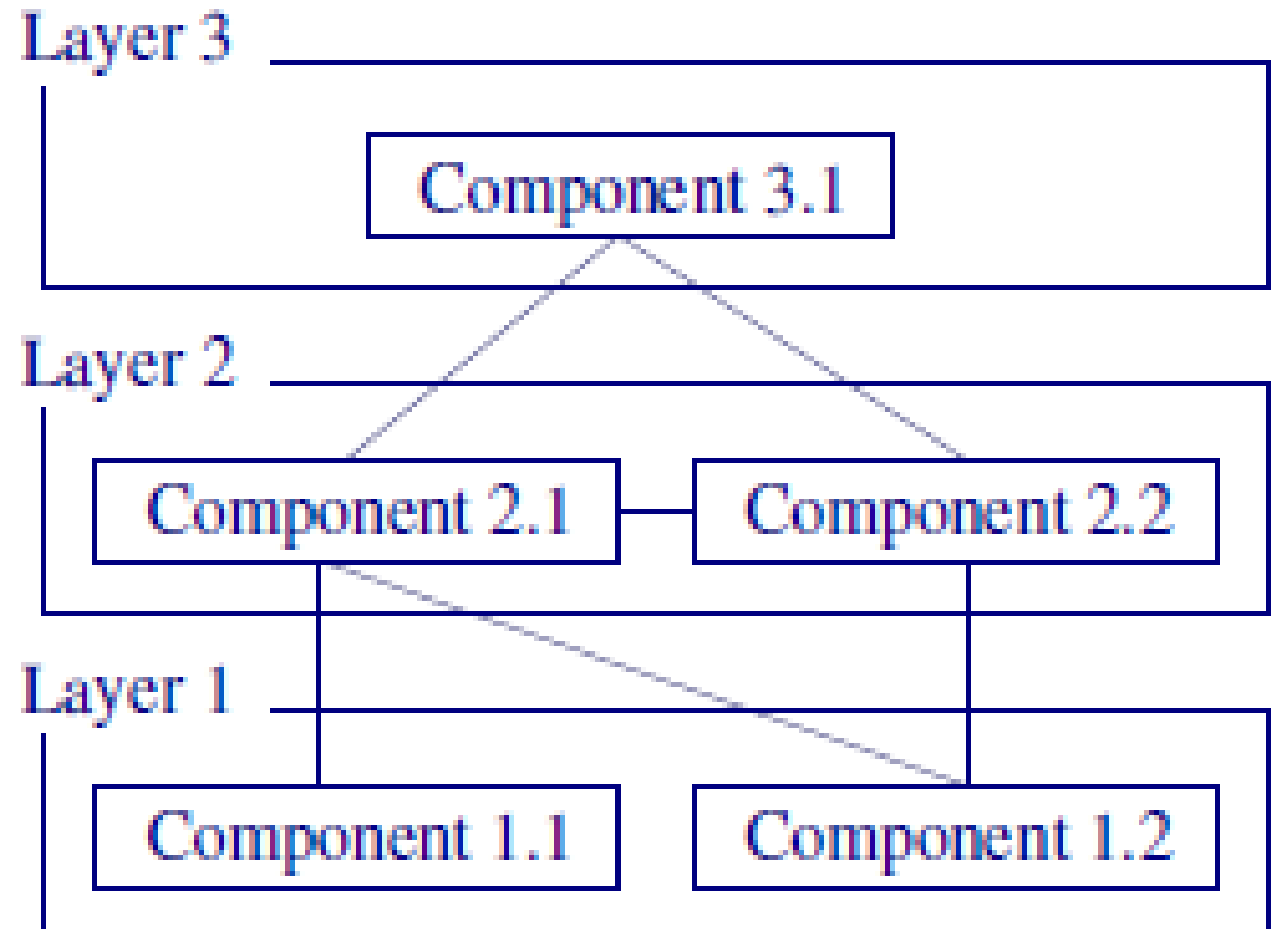 Layer 3
Component 3.1
Layer 2
Component 2.1 Component 2.2
Layer 1
Component 1.1 Component 1.2